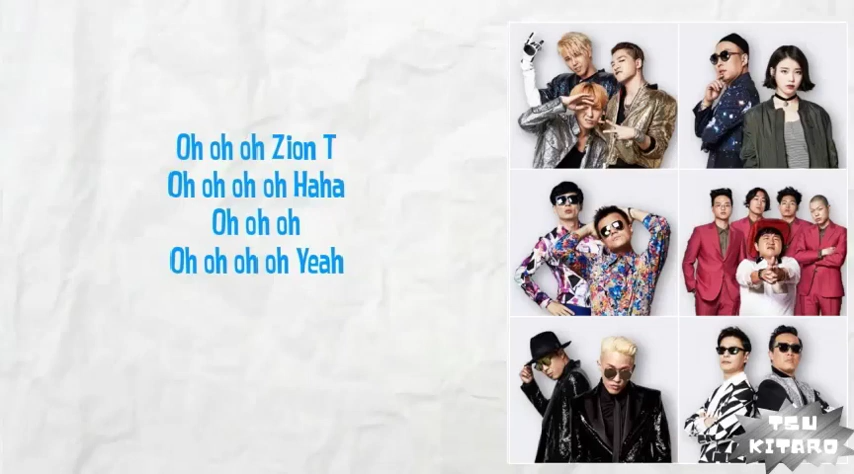 Oh oh oh Zion T
Oh oh oh oh Haha
Oh oh oh
Oh oh oh oh Yeah
TSU
KITARO